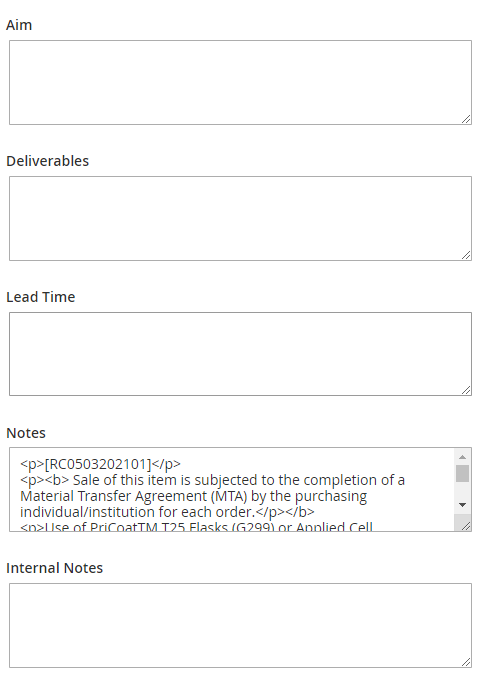 Aim
Deliverables
Lead Time
Notes
<p>[RC0503202101]</p>
<p><b> Sale of this item is subjected to the completion of a
Material Transfer Agreement (MTA) by the purchasing
individual/institution for each order.</p></b>
<p>Use of PriCoatTM T25 Flasks (G299) or Applied Cell
Internal Notes